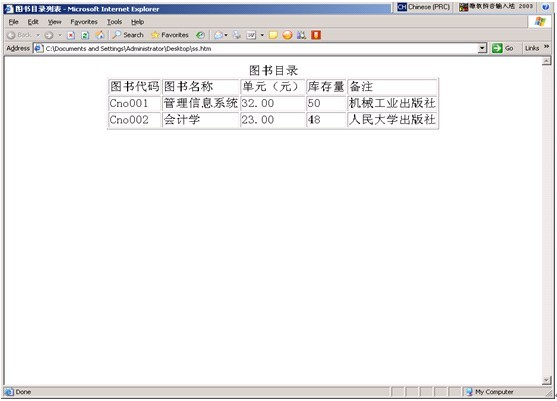 图书目录列表 - Microsoft Internet Explorer
CH Chinese (PRC)
微软拼音输入法 2003
File Edit View Favorites Tools Help
Back Search Favorites
Address C:\Documents and Settings\Administrator\Desktop\ss.htm Go Links »
图书目录
图书代码 图书名称 单元（元） 库存量 备注
Cno001 管理信息系统 32.00 50 机械工业出版社
Cno002 会计学 23.00 48 人民大学出版社
Done My Computer